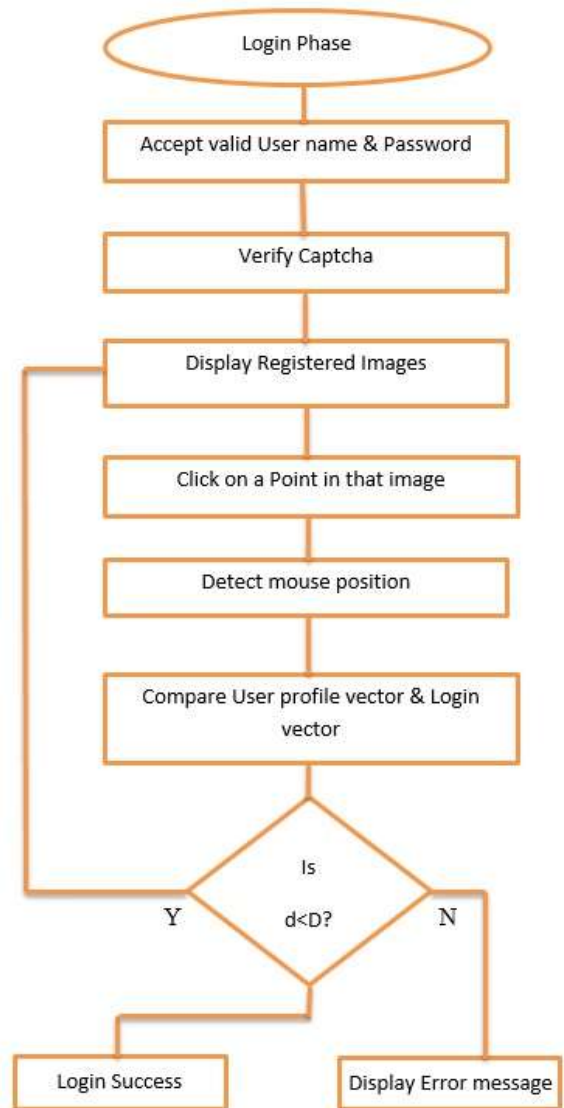 Login Phase
Accept valid User name & Password
Verify Captcha
Display Registered Images
Click on a Point in that image
Detect mouse position
Compare User profile vector & Login
vector
Is
d<D?
Y
N
Login Success
Display Error message